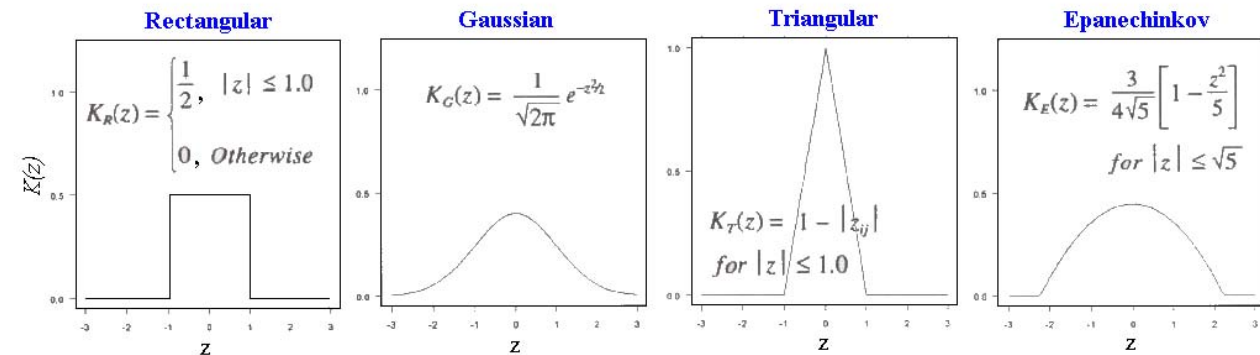 Rectangular
K_R(z) = { 1/2, |z| ≤ 1.0
0, Otherwise
K(z)
1.0
0.5
0.0
-3 -2 -1 0 1 2 3
z
Gaussian
K_G(z) = 1/√2π e^(-z²/2)
1.0
0.5
0.0
-3 -2 -1 0 1 2 3
z
Triangular
K_T(z) = 1 - |z_ij|
for |z| ≤ 1.0
1.0
0.5
0.0
-3 -2 -1 0 1 2 3
z
Epanechinkov
K_E(z) = 3/4√5 [1 - z²/5]
for |z| ≤ √5
1.0
0.5
0.0
-3 -2 -1 0 1 2 3
z